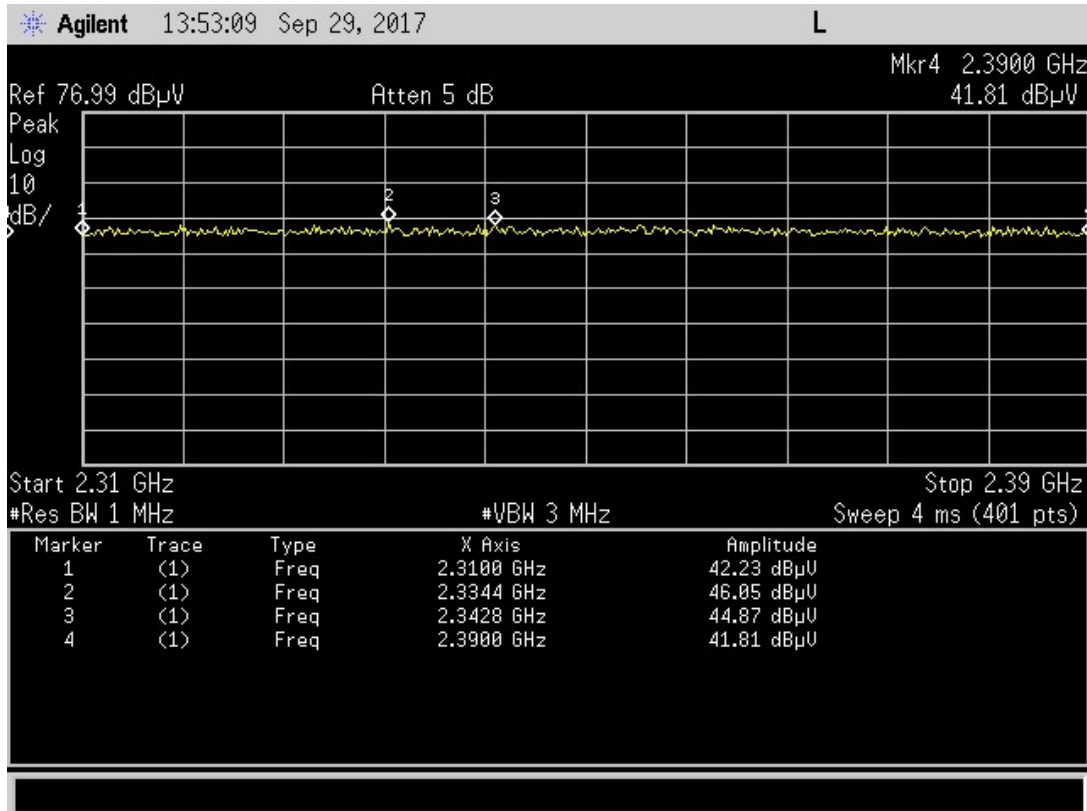 Agilent 13:53:09 Sep 29, 2017 L
Mkr4 2.3900 GHz
Ref 76.99 dBµV Atten 5 dB 41.81 dBµV
Peak
Log
10
dB/
1
2
3
Start 2.31 GHz Stop 2.39 GHz
#Res BW 1 MHz #VBW 3 MHz Sweep 4 ms (401 pts)
Marker Trace Type X Axis Amplitude
1 (1) Freq 2.3100 GHz 42.23 dBµV
2 (1) Freq 2.3344 GHz 46.05 dBµV
3 (1) Freq 2.3428 GHz 44.87 dBµV
4 (1) Freq 2.3900 GHz 41.81 dBµV